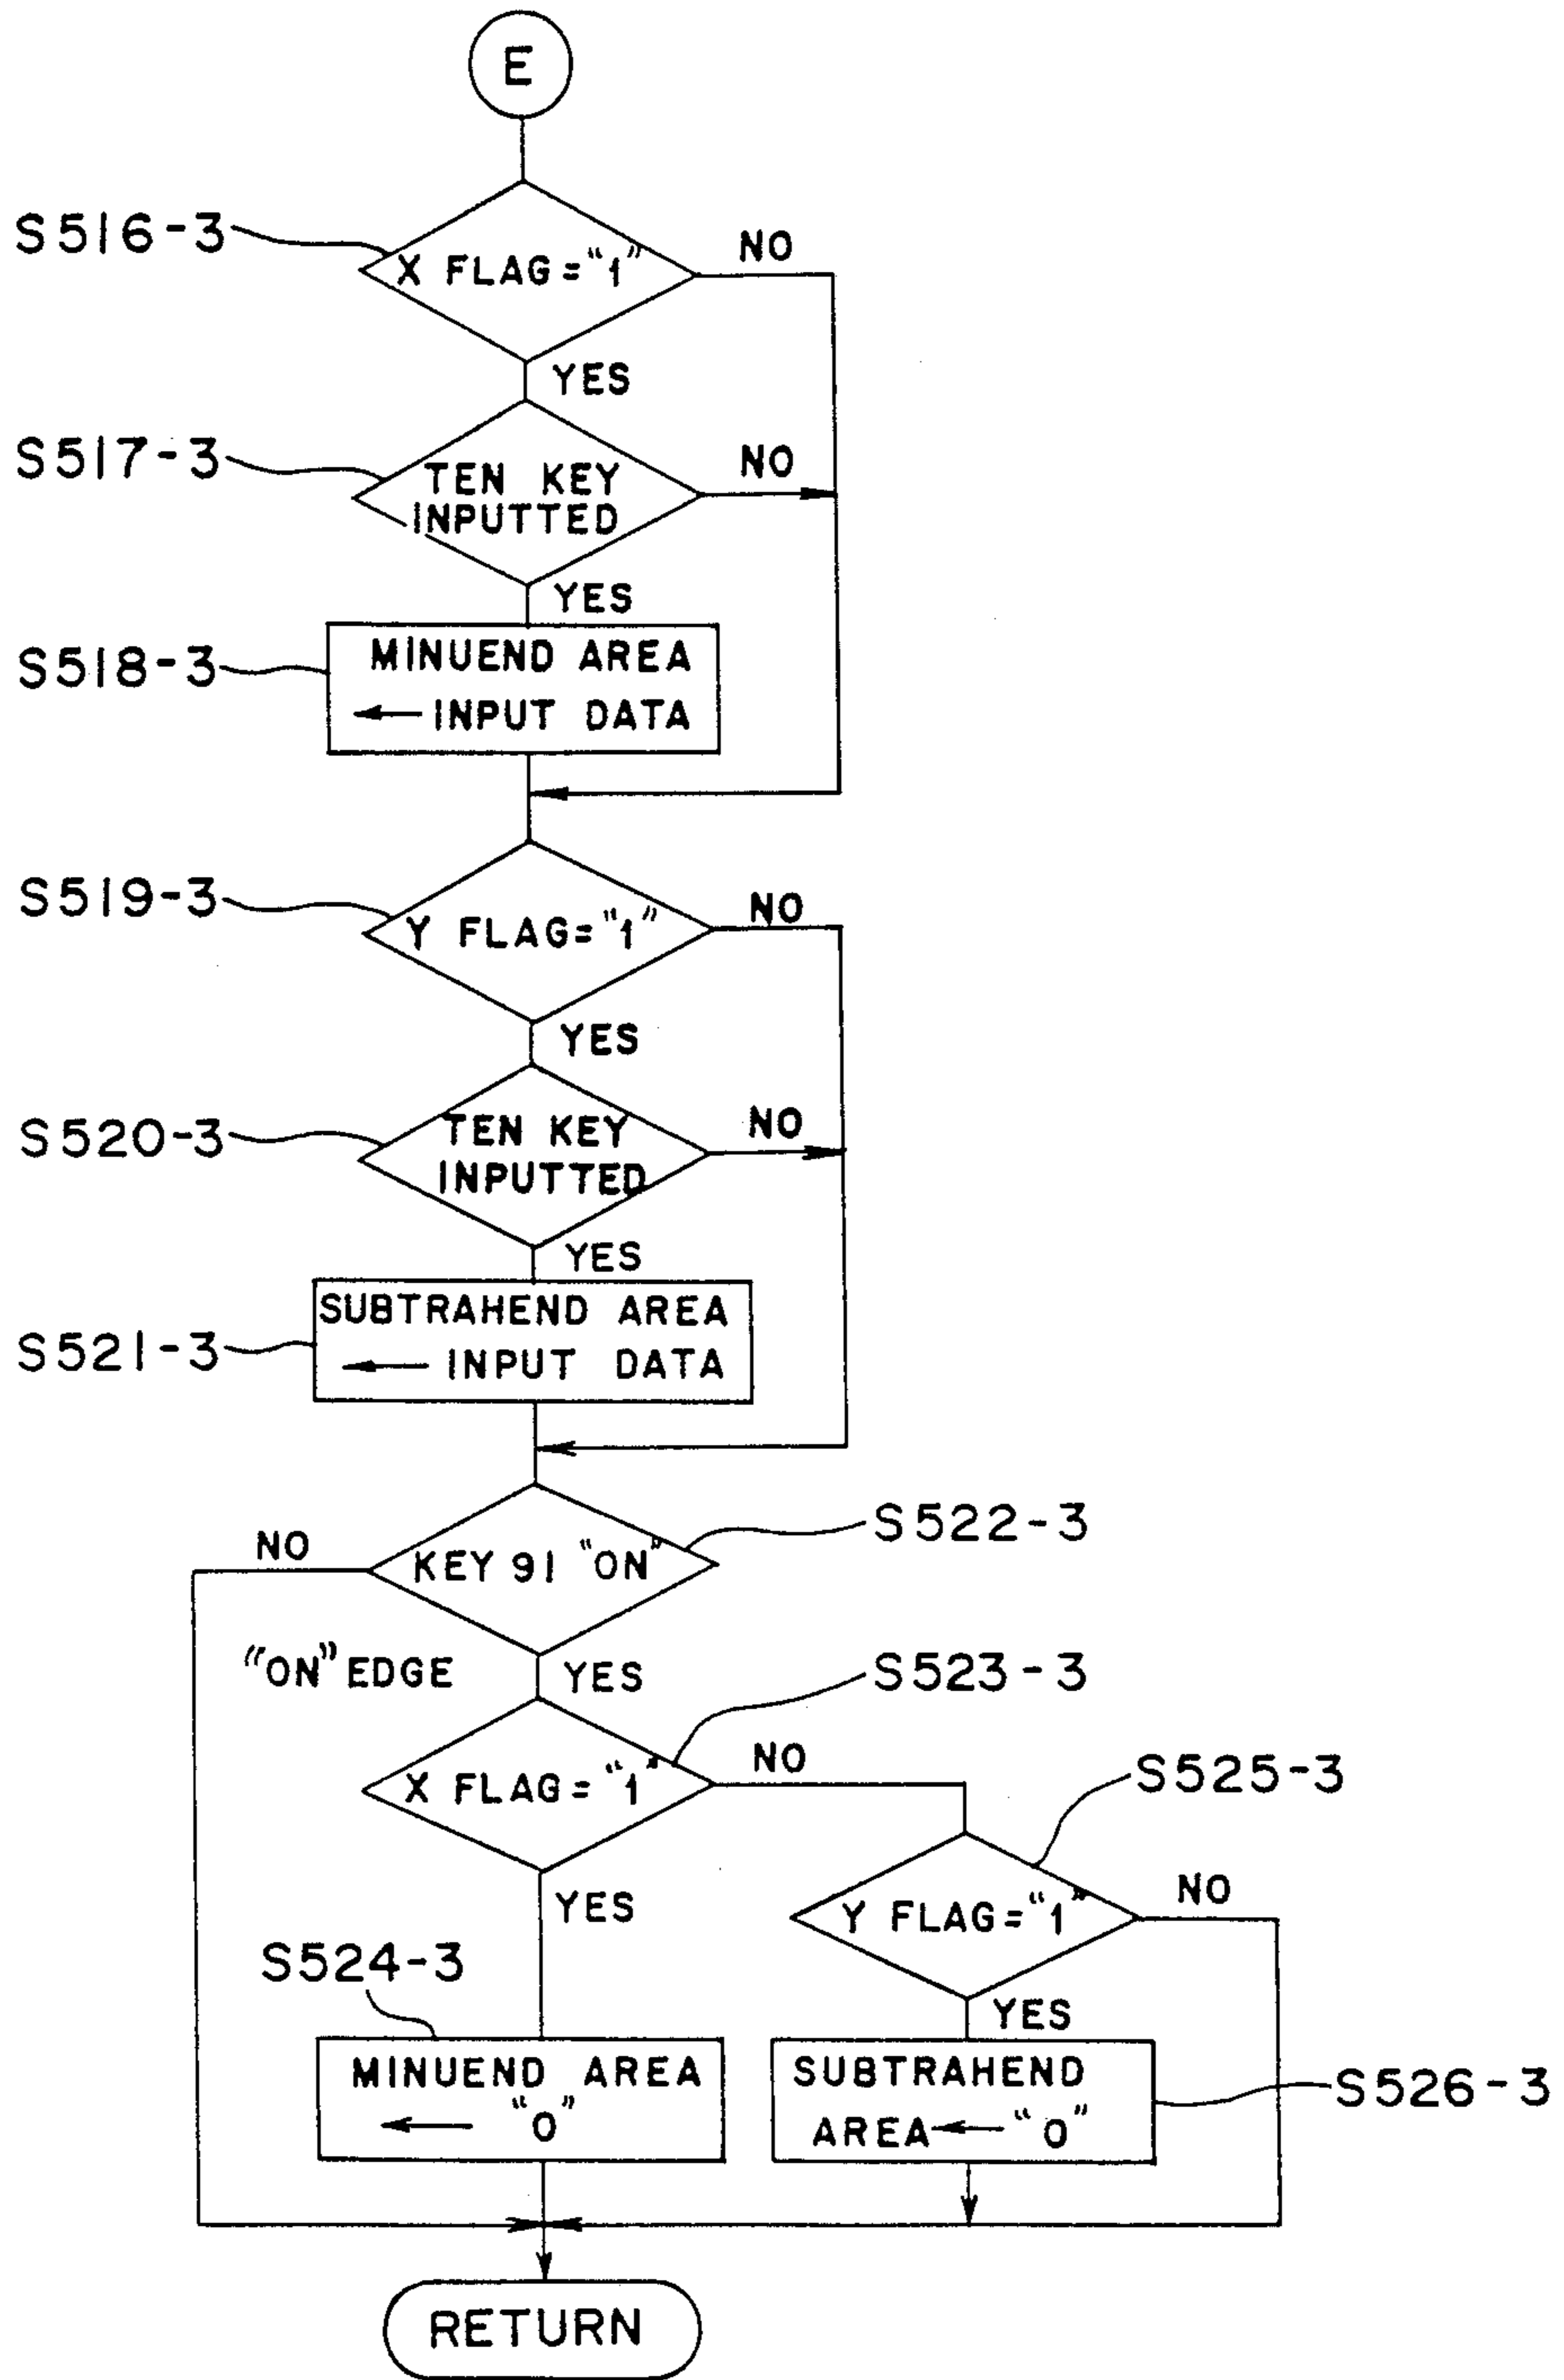 E
S516-3
X FLAG="1"
NO
YES
S517-3
TEN KEY
INPUTTED
NO
YES
S518-3
MINUEND AREA
← INPUT DATA
S519-3
Y FLAG="1"
NO
YES
S520-3
TEN KEY
INPUTTED
NO
YES
S521-3
SUBTRAHEND AREA
← INPUT DATA
S522-3
NO
KEY 91 "ON"
"ON" EDGE
YES
S523-3
X FLAG="1"
NO
S525-3
YES
Y FLAG="1"
NO
S524-3
YES
MINUEND AREA
← "0"
SUBTRAHEND
AREA ← "0"
S526-3
RETURN